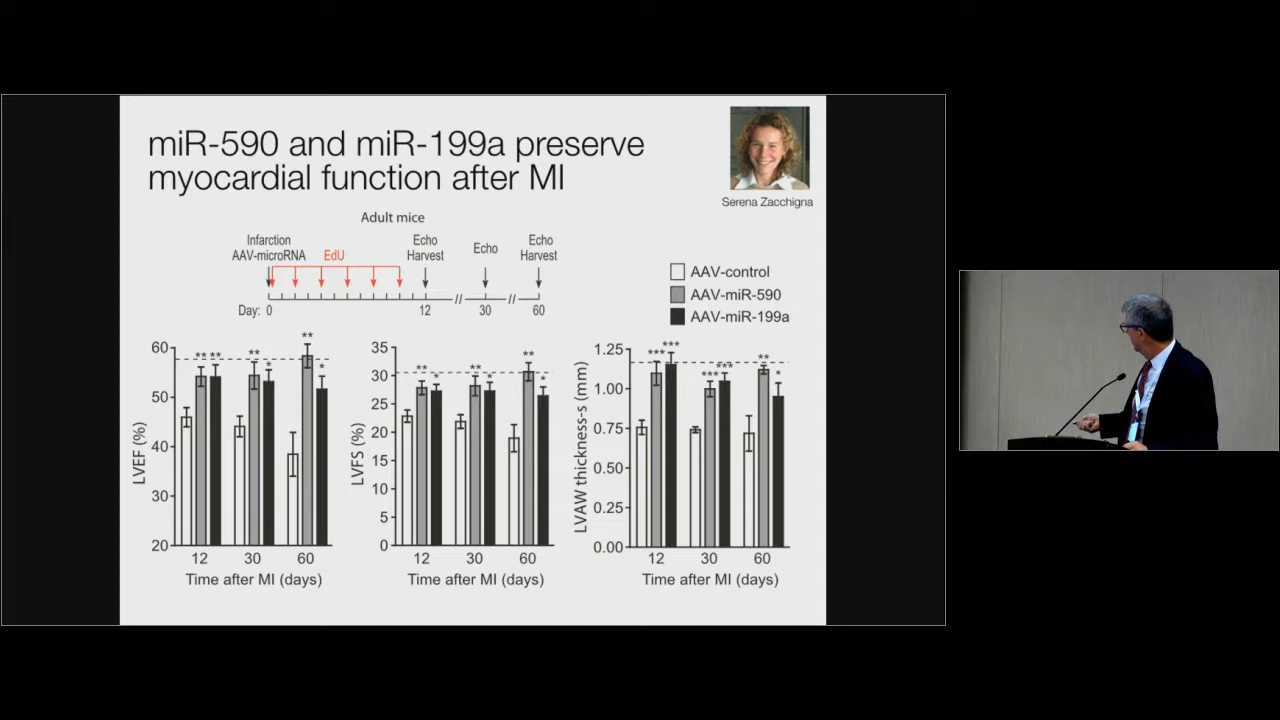 miR-590 and miR-199a preserve
myocardial function after MI
Serena Zacchigna
Adult mice
Infarction
AAV-microRNA
EdU
Echo
Harvest
Echo
Echo
Harvest
Day: 0 12 30 60
AAV-control
AAV-miR-590
AAV-miR-199a
LVEF (%)
60
50
40
30
20
** **
**
*
**
*
12 30 60
Time after MI (days)
LVFS (%)
35
30
25
20
15
10
5
0
**
*
**
*
**
*
12 30 60
Time after MI (days)
LVAW thickness-s (mm)
1.25
1.00
0.75
0.50
0.25
0.00
***
***
***
***
**
*
12 30 60
Time after MI (days)